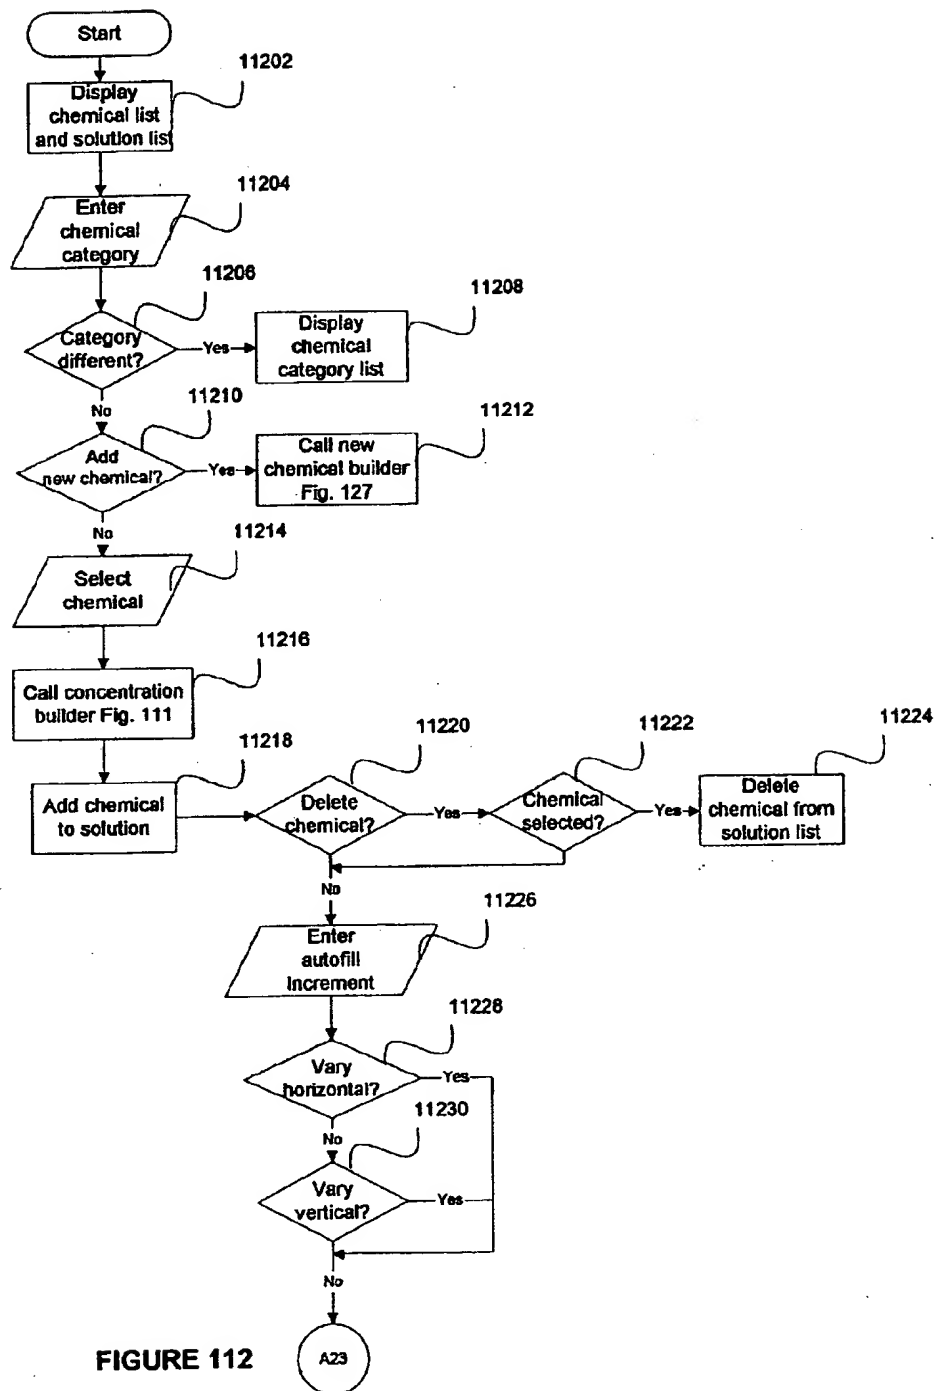 Start
11202
Display
chemical list
and solution list
11204
Enter
chemical
category
11206
Category
different?
Yes
11208
Display
chemical
category list
No
11210
Add
new chemical?
Yes
11212
Call new
chemical builder
Fig. 127
No
11214
Select
chemical
11216
Call concentration
builder Fig. 111
11218
Add chemical
to solution
11220
Delete
chemical?
Yes
11222
Chemical
selected?
Yes
11224
Delete
chemical from
solution list
No
11226
Enter
autofill
Increment
11228
Vary
horizontal?
Yes
No
11230
Vary
vertical?
Yes
No
A23
FIGURE 112